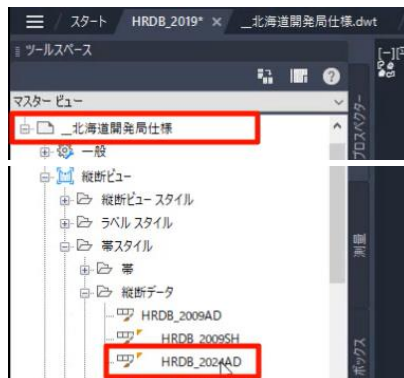 スタート HRDB_2019* × __北海道開発局仕様.dwt
ツールスペース
[-][
マスター ビュー
__北海道開発局仕様
一般
縦断ビュー
縦断ビュー スタイル
ラベル スタイル
帯スタイル
帯
縦断データ
HRDB_2009AD
HRDB_2009SH
HRDB_2024AD
プロスペクター
測量
ボックス